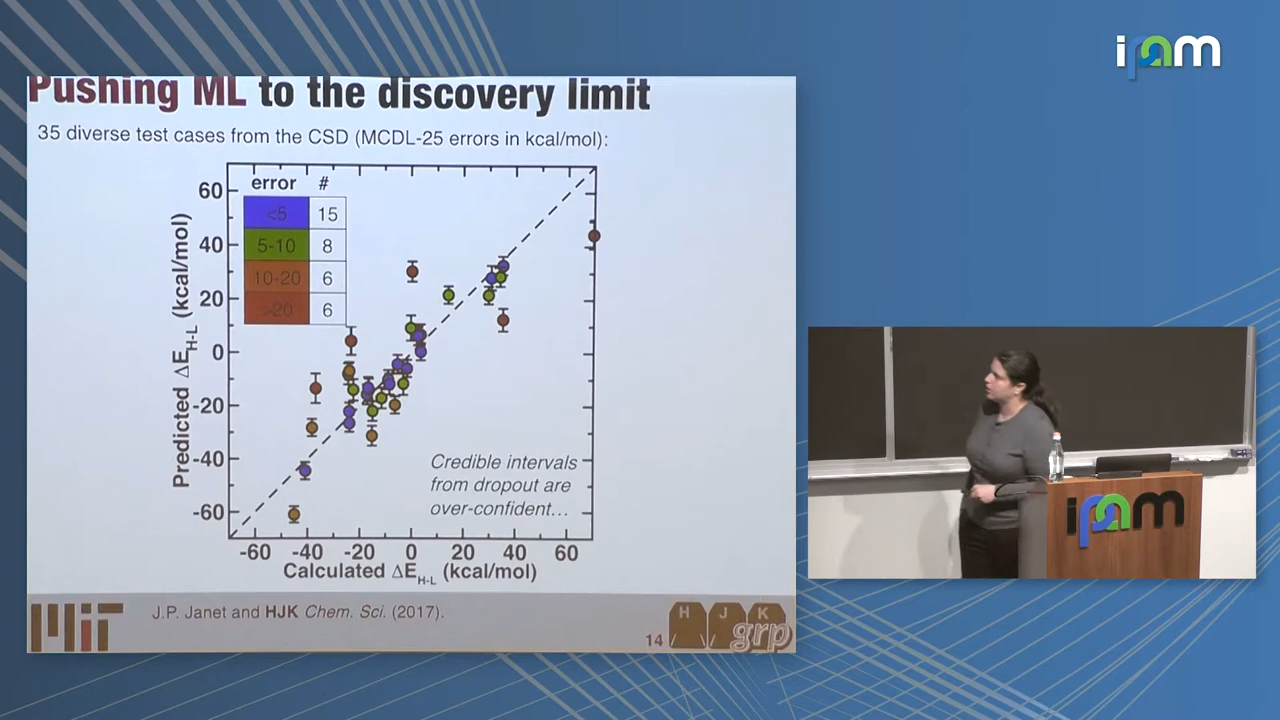 ipam
Pushing ML to the discovery limit
35 diverse test cases from the CSD (MCDL-25 errors in kcal/mol):
error #
<5 15
5-10 8
10-20 6
>20 6
Predicted ΔE_H-L (kcal/mol)
60
40
20
0
-20
-40
-60
Credible intervals
from dropout are
over-confident...
-60 -40 -20 0 20 40 60
Calculated ΔE_H-L (kcal/mol)
J.P. Janet and HJK Chem. Sci. (2017).
MIT
14
H J K
grp
ipam